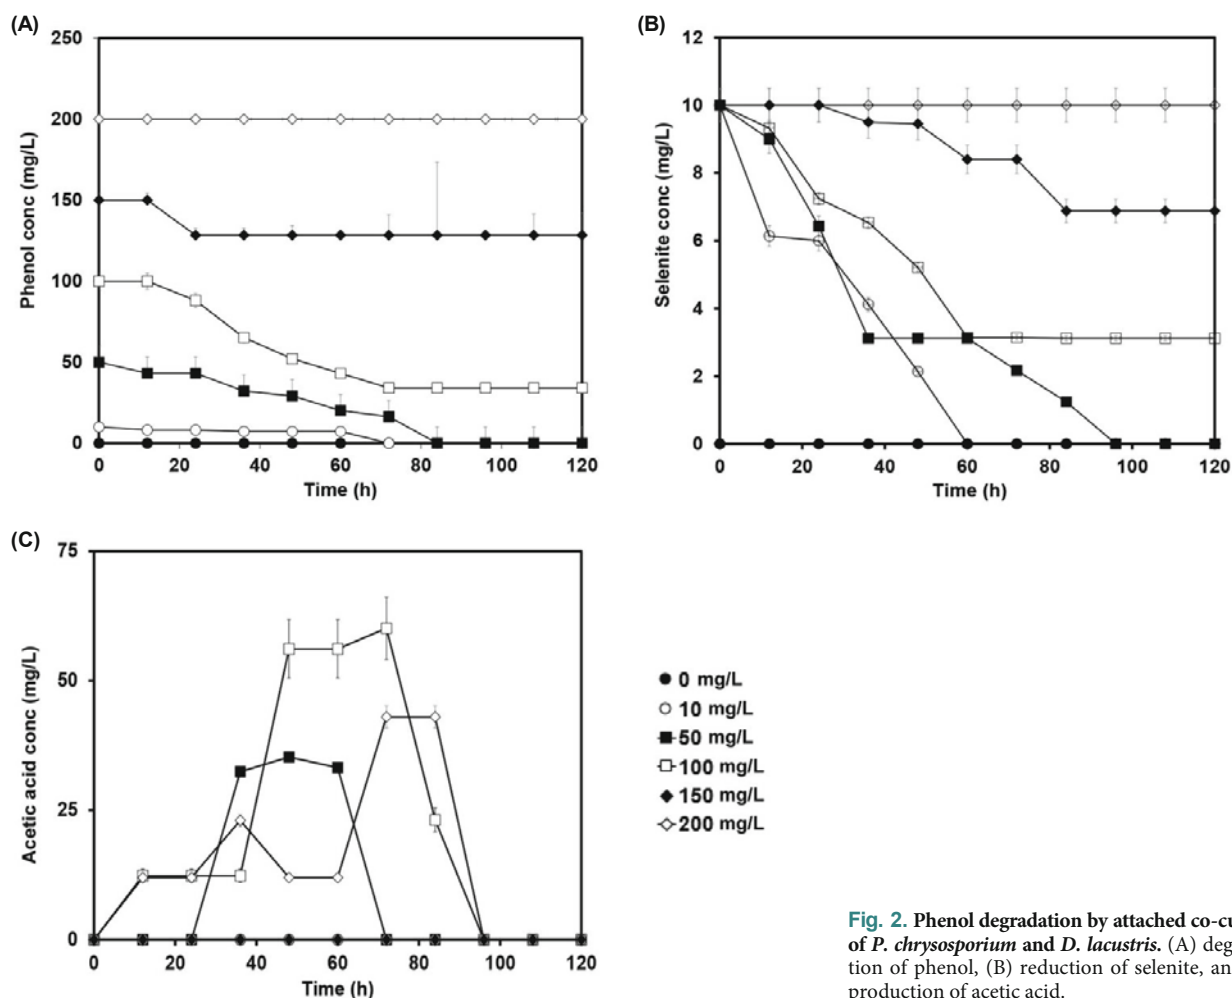 (A)
250
200
150
100
50
0
Phenol conc (mg/L)
0 20 40 60 80 100 120
Time (h)
(B)
12
10
8
6
4
2
0
Selenite conc (mg/L)
0 20 40 60 80 100 120
Time (h)
(C)
75
50
25
0
Acetic acid conc (mg/L)
0 20 40 60 80 100 120
Time (h)
0 mg/L
10 mg/L
50 mg/L
100 mg/L
150 mg/L
200 mg/L
Fig. 2. Phenol degradation by attached co-cu
of P. chrysosporium and D. lacustris. (A) deg
tion of phenol, (B) reduction of selenite, an
production of acetic acid.